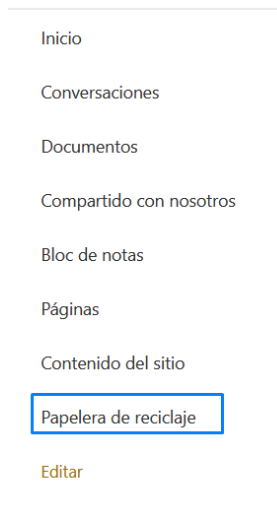 Inicio
Conversaciones
Documentos
Compartido con nosotros
Bloc de notas
Páginas
Contenido del sitio
Papelera de reciclaje
Editar